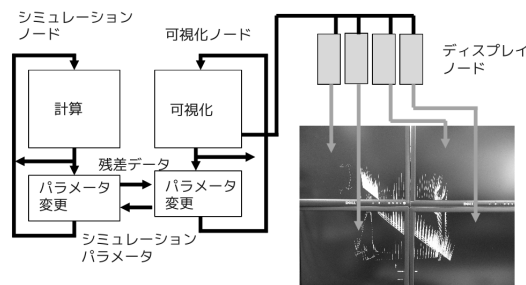 シミュレーション
ノード
可視化ノード
ディスプレイ
ノード
計算
可視化
残差データ
パラメータ
変更
パラメータ
変更
シミュレーション
パラメータ